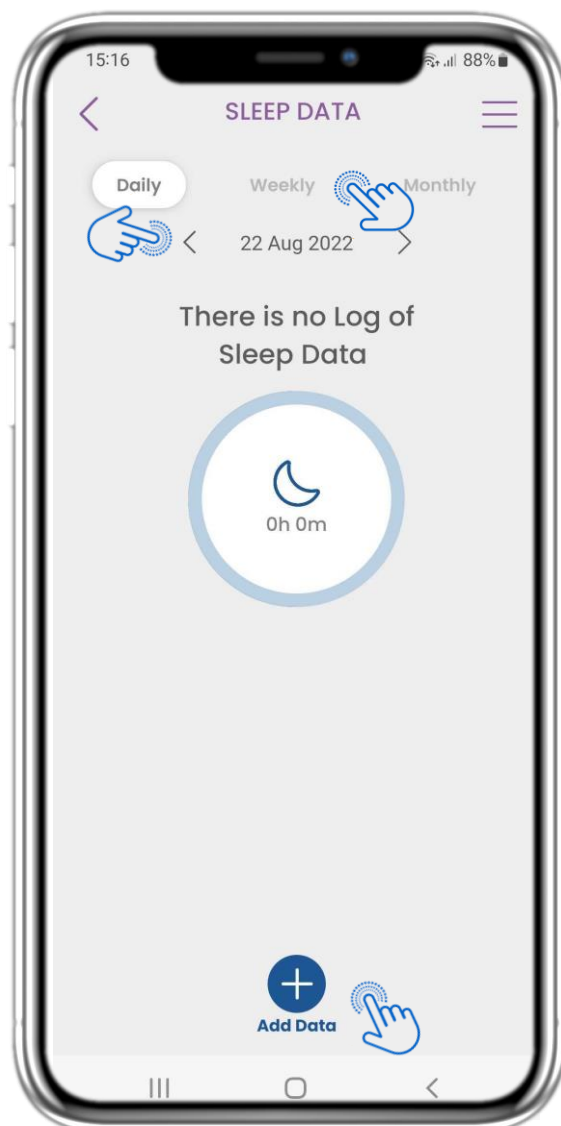 15:16 88%
SLEEP DATA
Daily Weekly Monthly
22 Aug 2022
There is no Log of
Sleep Data
0h 0m
Add Data